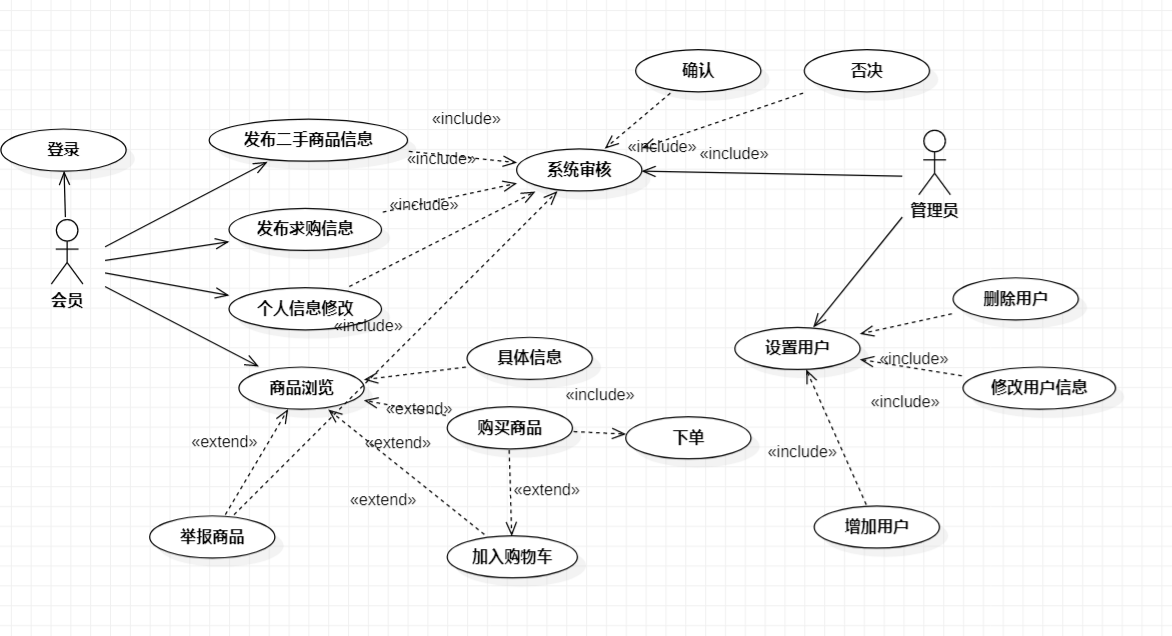 确认
否决
«include»
发布二手商品信息
登录
«include»
«include»
«include»
系统审核
管理员
«include»
发布求购信息
会员
个人信息修改
删除用户
«include»
设置用户
具体信息
«include»
商品浏览
修改用户信息
«include»
«include»
«extend»
购买商品
下单
«extend»
«extend»
«include»
«extend»
«extend»
举报商品
加入购物车
增加用户